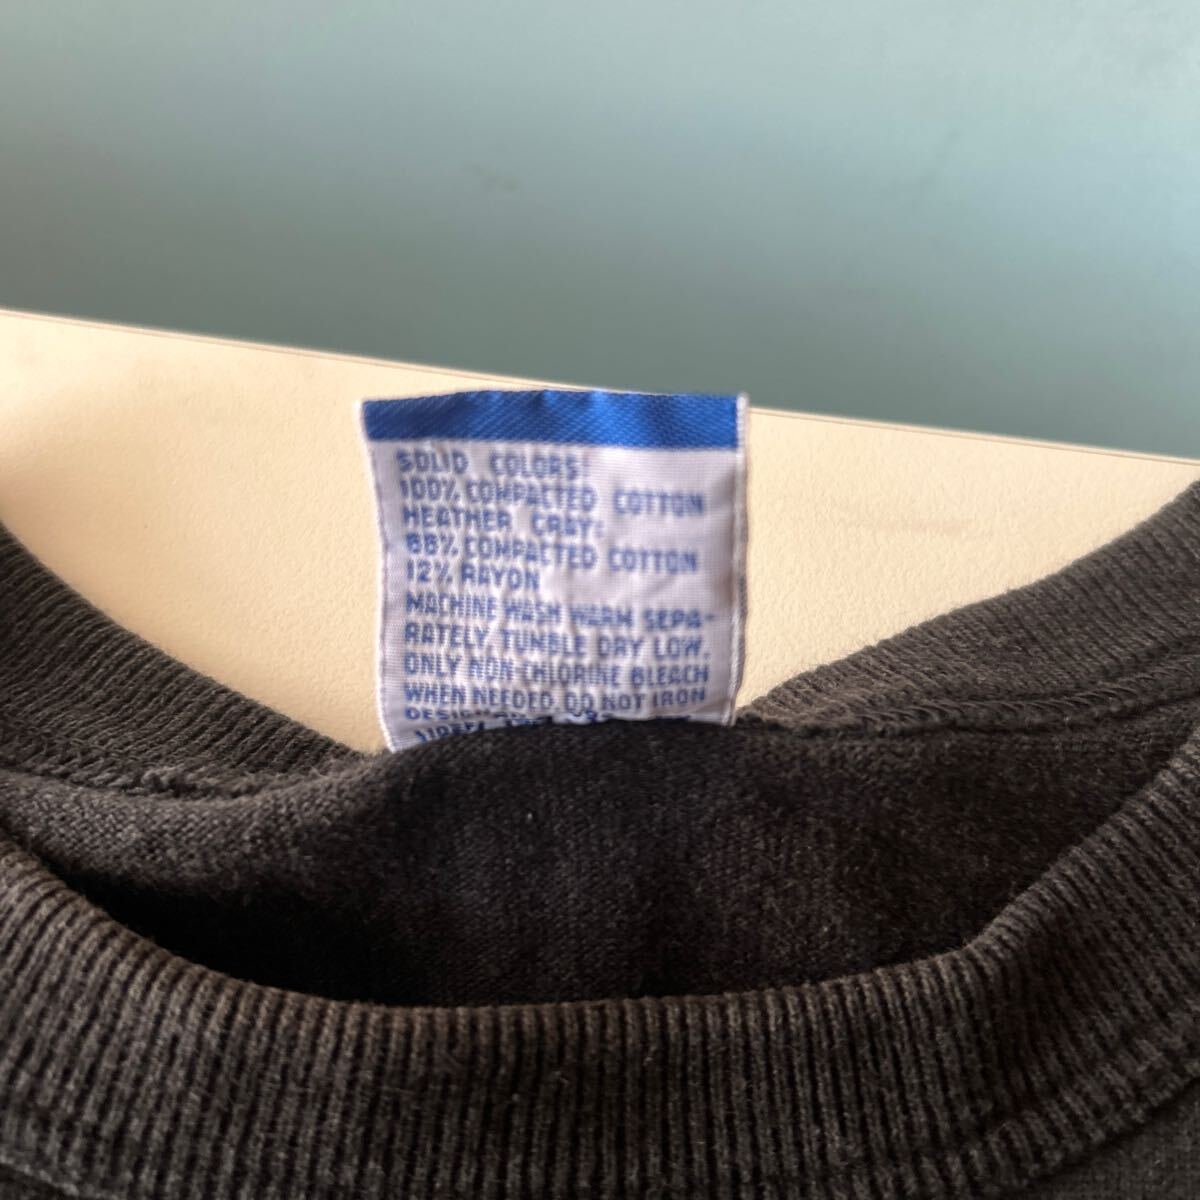 SOLID COLORS:
100% COMPACTED COTTON
HEATHER GRAY:
88% COMPACTED COTTON
12% RAYON
MACHINE WASH WARM SEPA-
RATELY, TUMBLE DRY LOW.
ONLY NON-CHLORINE BLEACH
WHEN NEEDED. DO NOT IRON